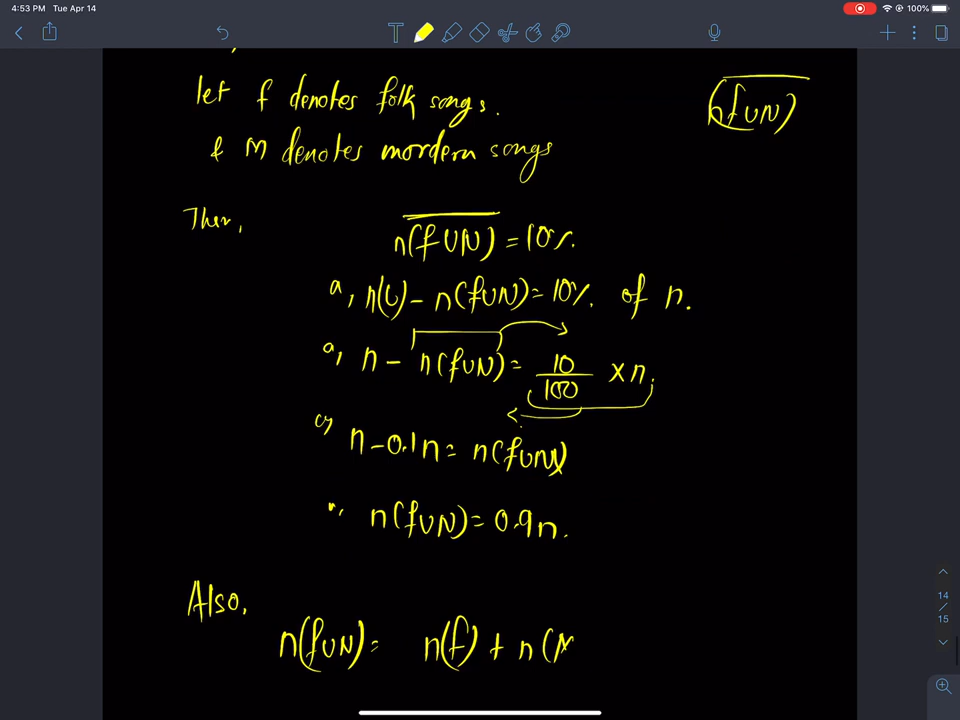 4:53 PM Tue Apr 14
100%
T
let f denotes folk songs.
(fUN)
& M denotes mordern songs
Then,
n(fUN) = 10%.
a, n(U) - n(fUN) = 10% of n.
a, n - n(fUN) = 10/100 × n.
or n - 0.1n = n(fUN)
n(fUN) = 0.9n.
Also,
n(fUN) = n(f) + n(
14
/
15